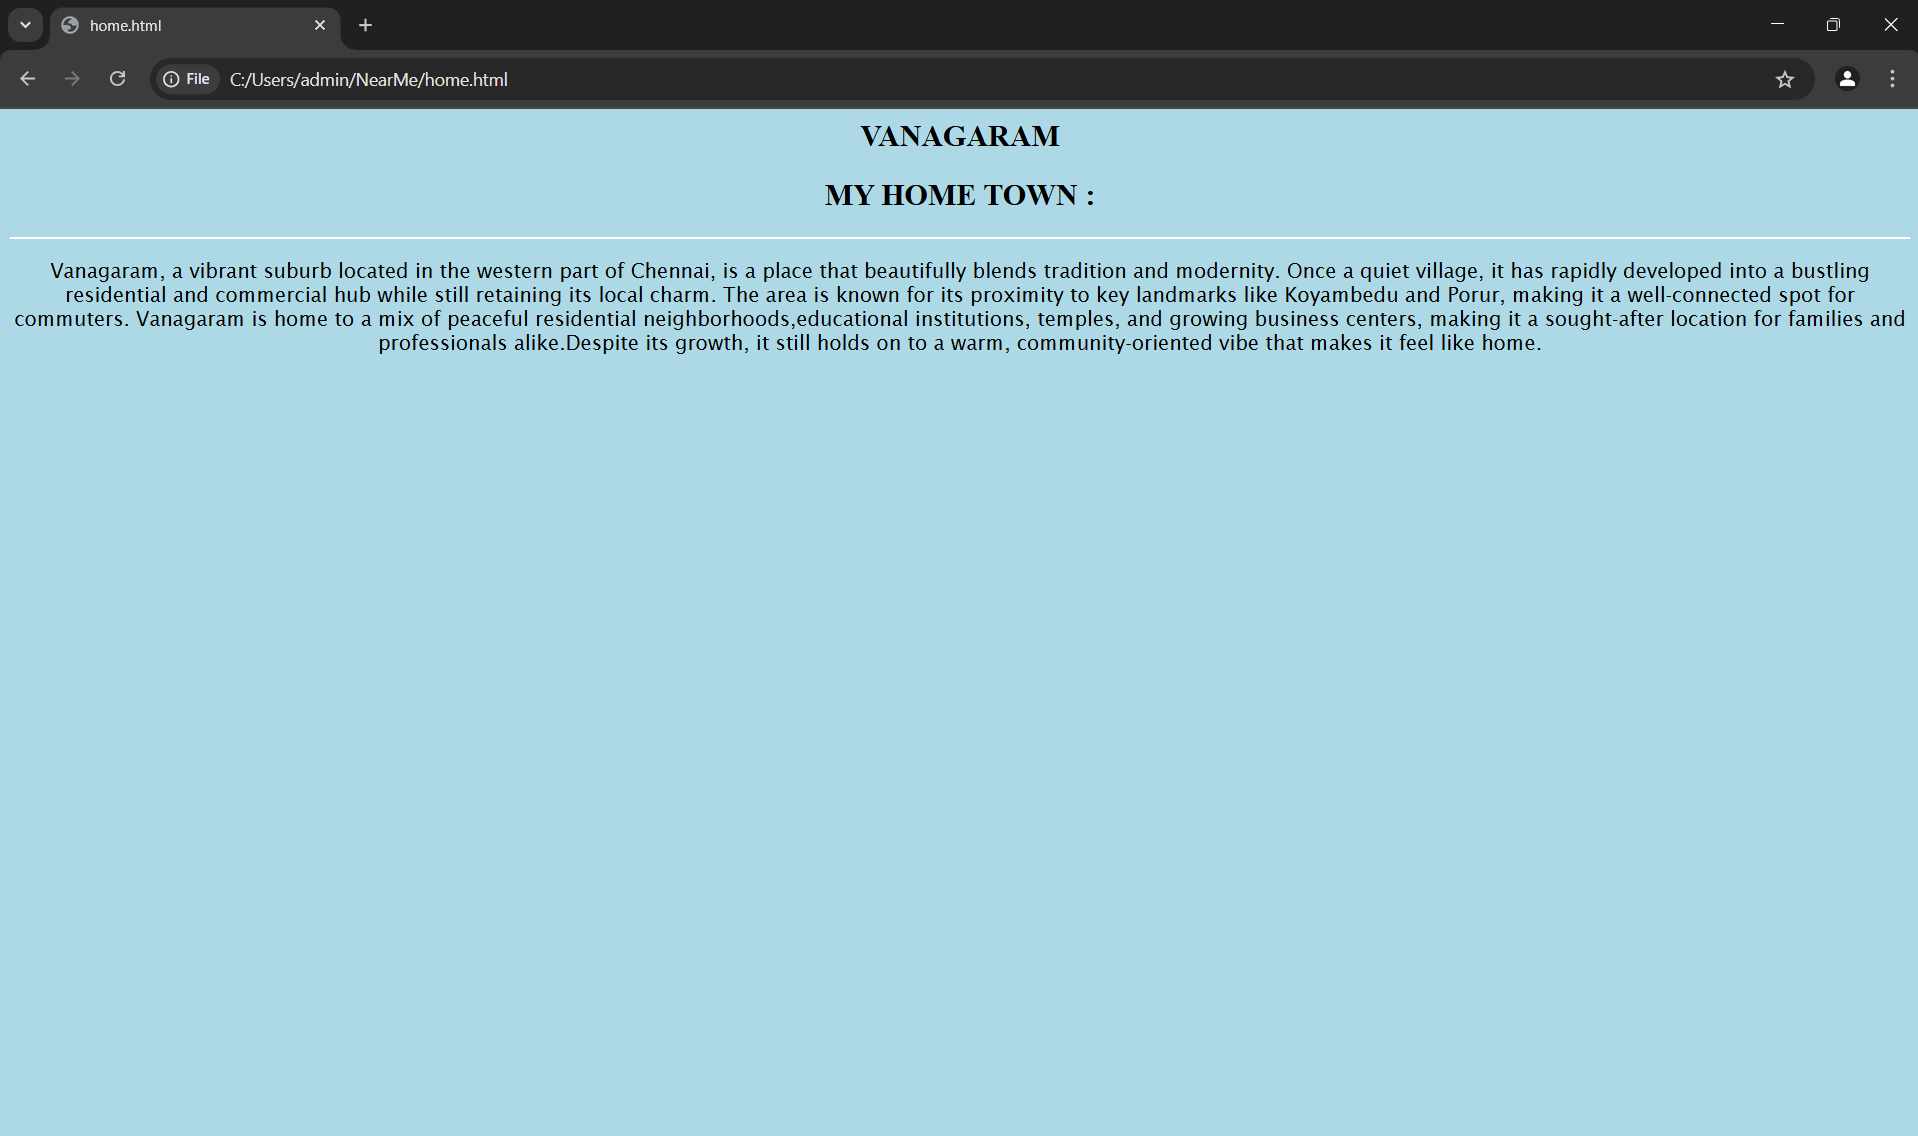 home.html
File C:/Users/admin/NearMe/home.html
VANAGARAM
MY HOME TOWN :
Vanagaram, a vibrant suburb located in the western part of Chennai, is a place that beautifully blends tradition and modernity. Once a quiet village, it has rapidly developed into a bustling
residential and commercial hub while still retaining its local charm. The area is known for its proximity to key landmarks like Koyambedu and Porur, making it a well-connected spot for
commuters. Vanagaram is home to a mix of peaceful residential neighborhoods,educational institutions, temples, and growing business centers, making it a sought-after location for families and
professionals alike.Despite its growth, it still holds on to a warm, community-oriented vibe that makes it feel like home.